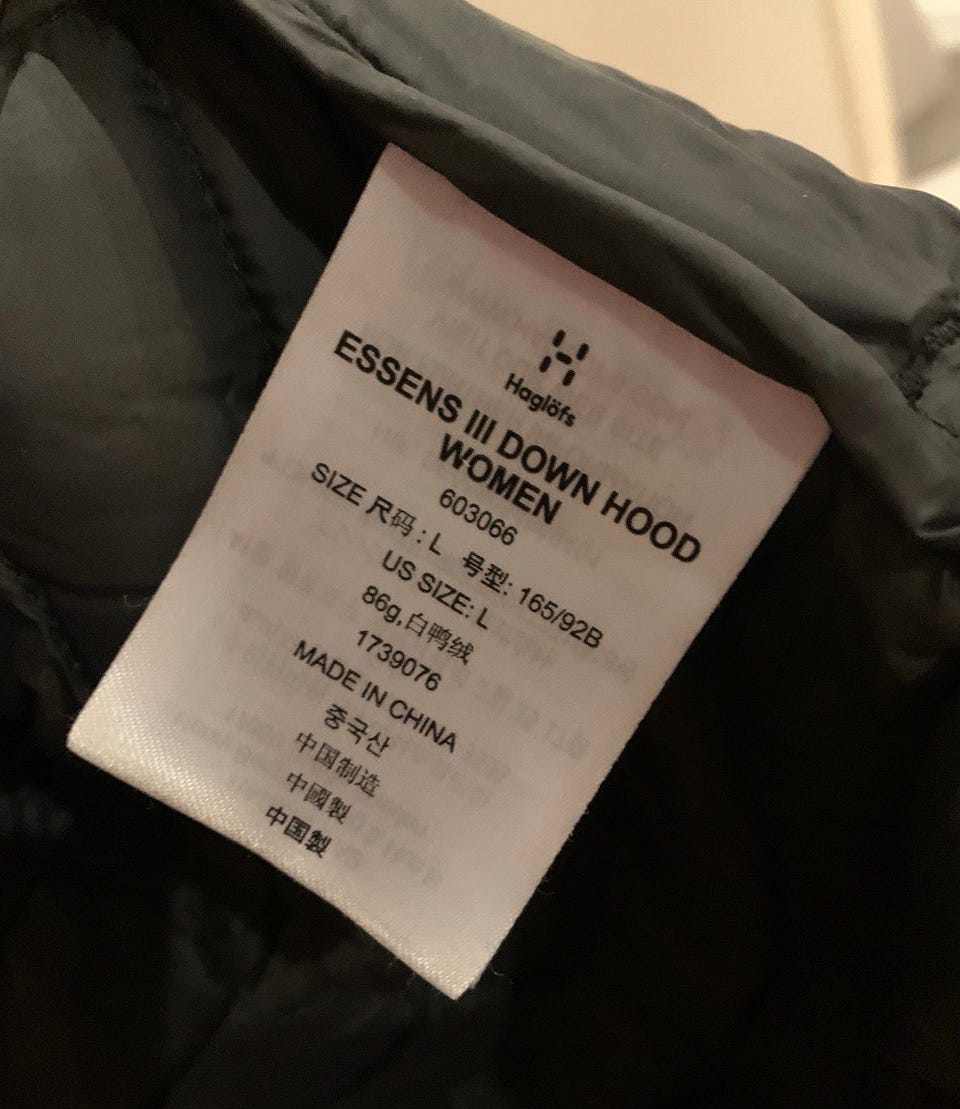 Haglöfs
ESSENS III DOWN HOOD
WOMEN
603066
SIZE 尺码 : L 号型: 165/92B
US SIZE: L
86g,白鸭绒
1739076
MADE IN CHINA
중국산
中国制造
中國製
中国製